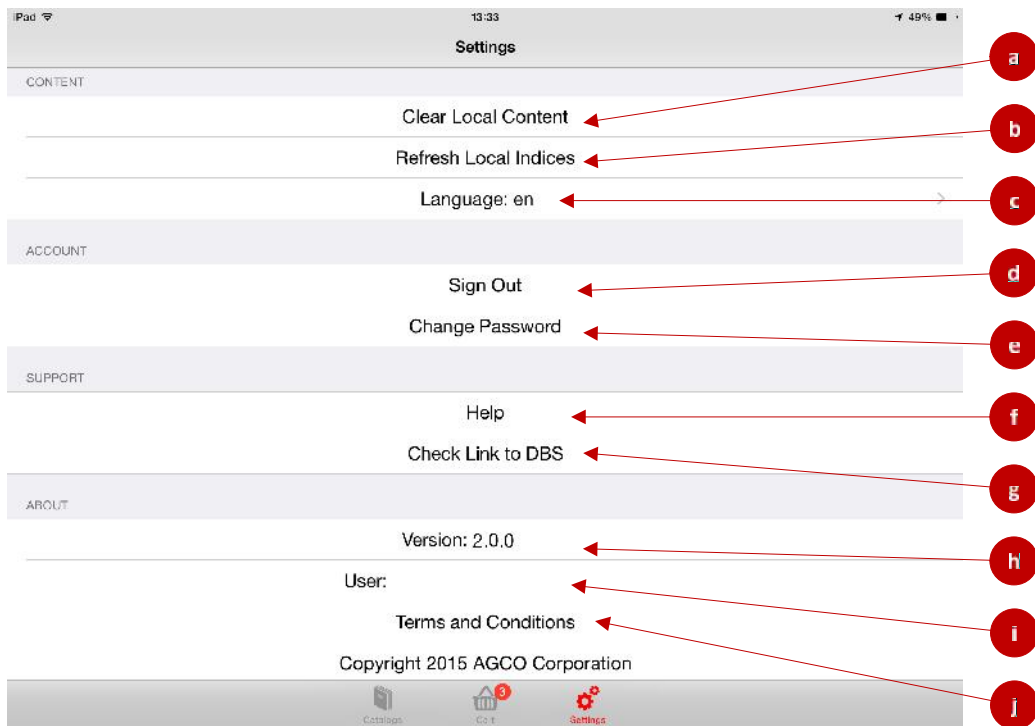 iPad 13:33 49%
Settings
a
CONTENT
Clear Local Content
b
Refresh Local Indices
Language: en
c
ACCOUNT
d
Sign Out
Change Password
e
SUPPORT
Help
f
Check Link to DBS
g
ABOUT
Version: 2.0.0
h
User:
i
Terms and Conditions
Copyright 2015 AGCO Corporation
3
Catalogs Cart Settings
j